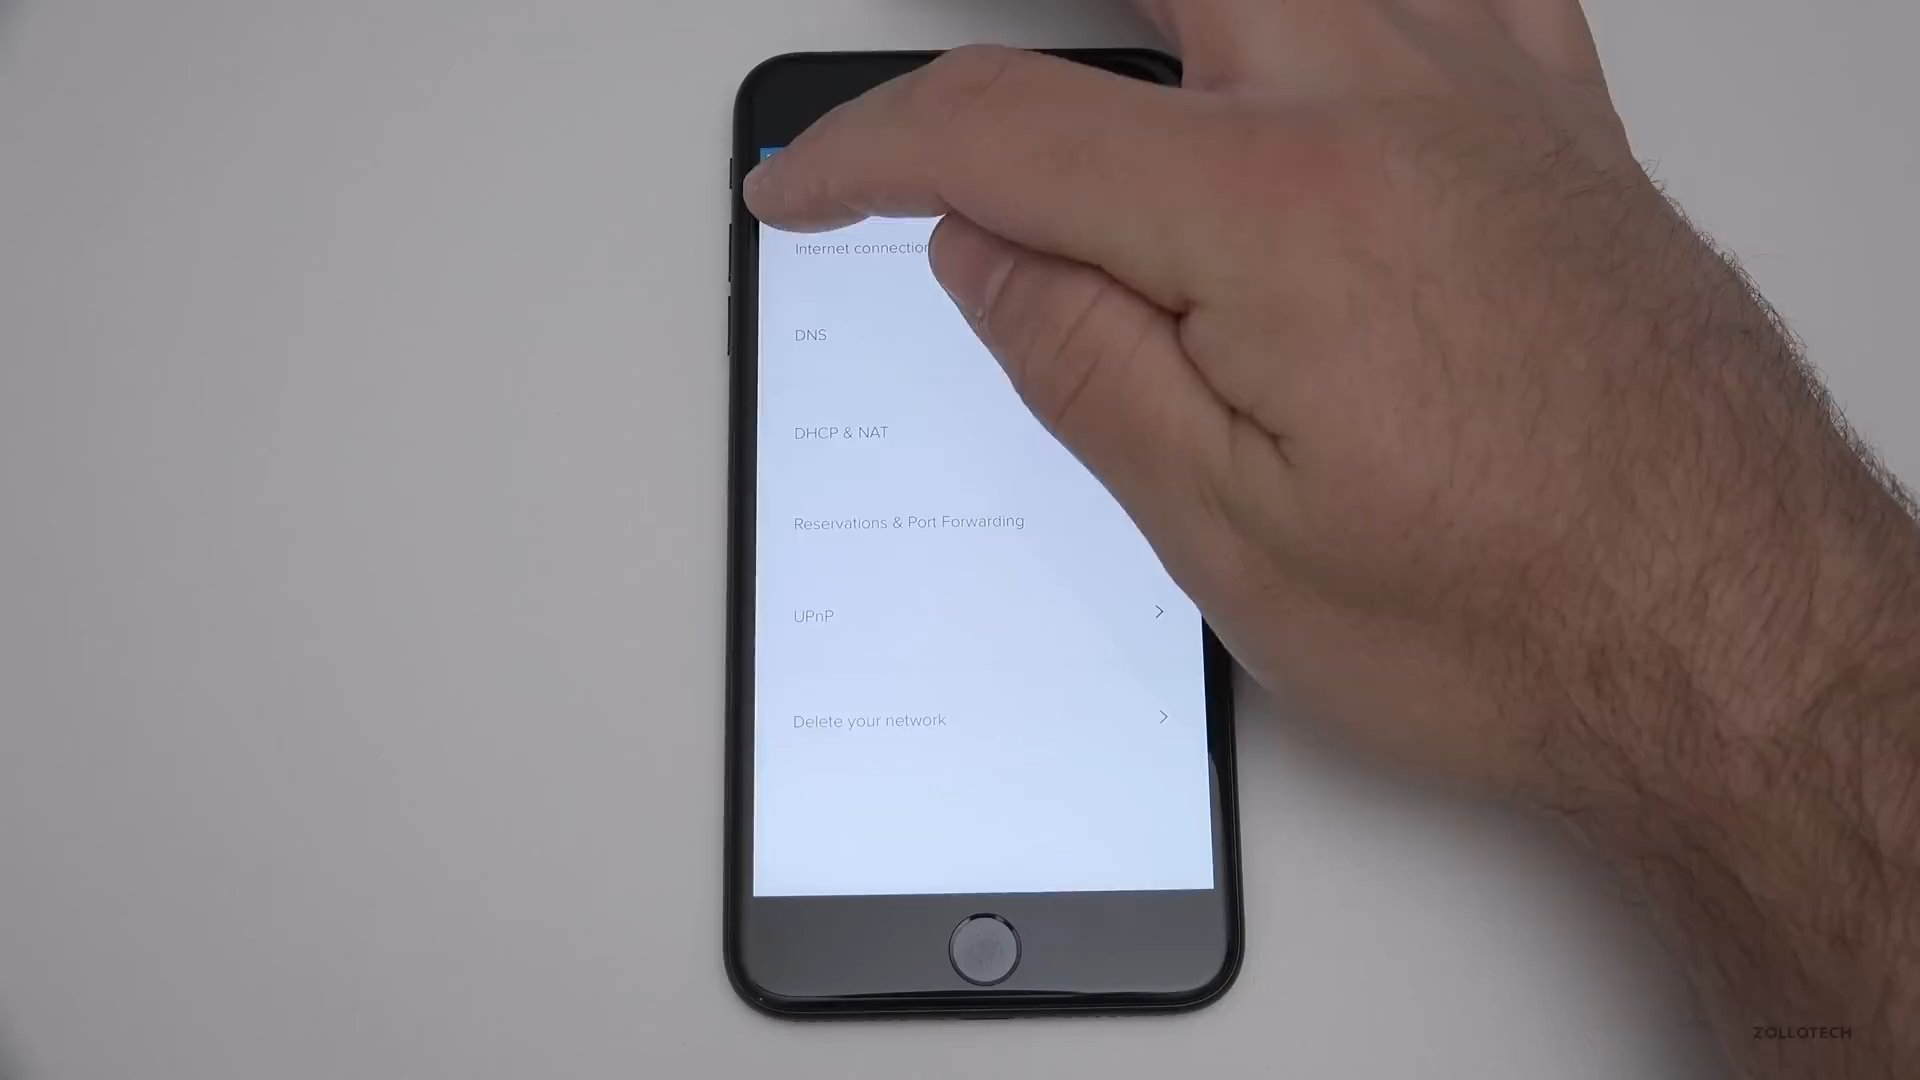 Internet connection
DNS
DHCP & NAT
Reservations & Port Forwarding
UPnP
Delete your network
ZOLLOTECH